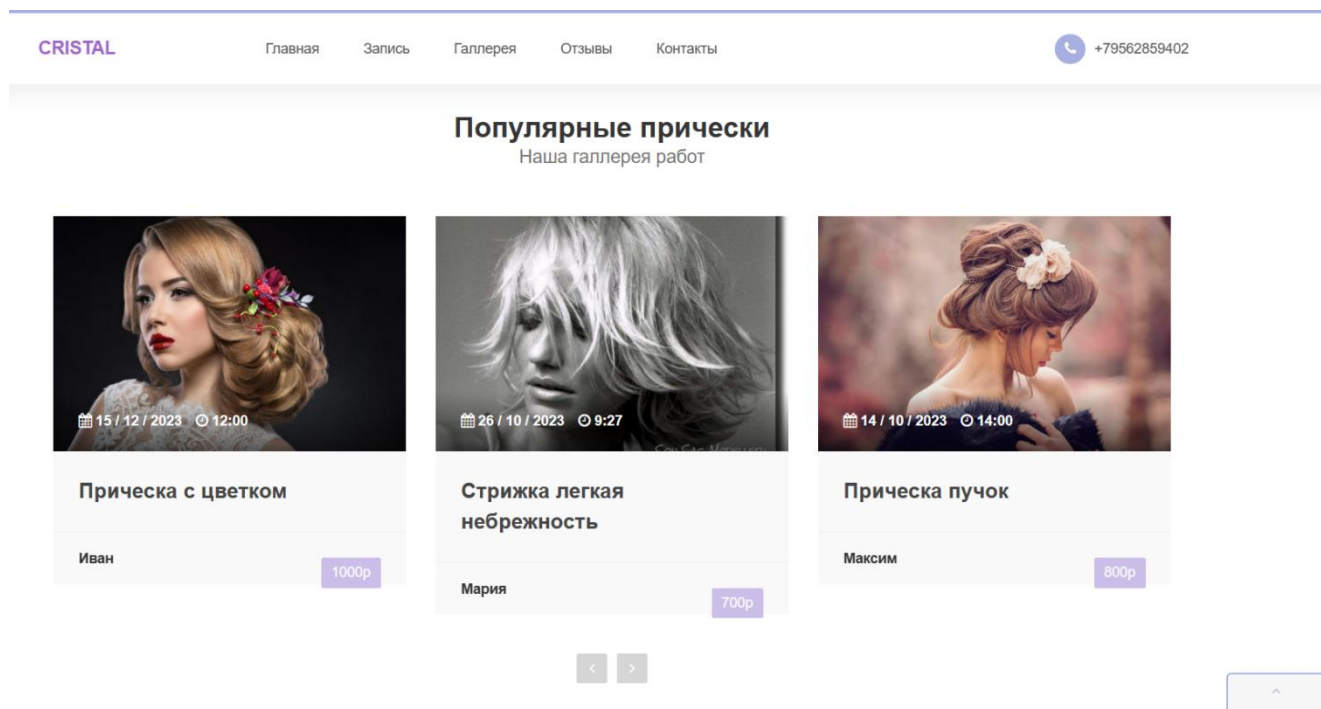 CRISTAL
Главная
Запись
Галлерея
Отзывы
Контакты
+79562859402
Популярные прически
Наша галлерея работ
15 / 12 / 2023 12:00
26 / 10 / 2023 9:27
14 / 10 / 2023 14:00
Прическа с цветком
Стрижка легкая
небрежность
Прическа пучок
Иван
1000р
Мария
700р
Максим
800р